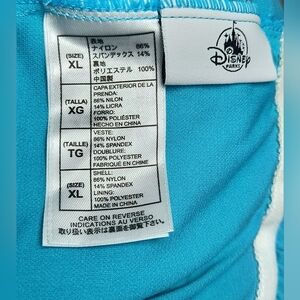 (SIZE)
XL
表地
ナイロン 86%
スパンデックス 14%
裏地
ポリエステル 100%
中国製
(TALLA)
XG
CAPA EXTERIOR DE LA
PRENDA:
86% NILON
14% LICRA
FORRO:
100% POLIÉSTER
HECHO EN CHINA
(TAILLE)
TG
VESTE:
86% NYLON
14% SPANDEX
DOUBLURE:
100% POLYESTER
FABRIQUÉ EN CHINE
(SIZE)
XL
SHELL:
86% NYLON
14% SPANDEX
LINING:
100% POLYESTER
MADE IN CHINA
CARE ON REVERSE
INDICATIONS AU VERSO
取り扱い表示は裏面を御覧下さい
Disney
PARKS